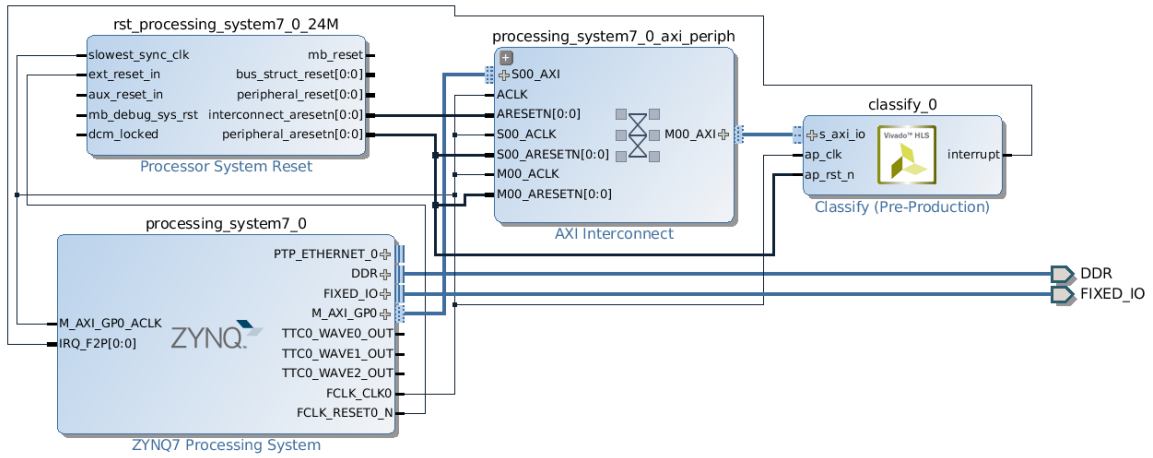 rst_processing_system7_0_24M
slowest_sync_clk
ext_reset_in
aux_reset_in
mb_debug_sys_rst
dcm_locked
mb_reset
bus_struct_reset[0:0]
peripheral_reset[0:0]
interconnect_aresetn[0:0]
peripheral_aresetn[0:0]
Processor System Reset
processing_system7_0_axi_periph
S00_AXI
ACLK
ARESETN[0:0]
S00_ACLK
S00_ARESETN[0:0]
M00_ACLK
M00_ARESETN[0:0]
M00_AXI
AXI Interconnect
classify_0
s_axi_io
ap_clk
ap_rst_n
Vivado™ HLS
interrupt
Classify (Pre-Production)
processing_system7_0
M_AXI_GP0_ACLK
IRQ_F2P[0:0]
ZYNQ
PTP_ETHERNET_0
DDR
FIXED_IO
M_AXI_GP0
TTC0_WAVE0_OUT
TTC0_WAVE1_OUT
TTC0_WAVE2_OUT
FCLK_CLK0
FCLK_RESET0_N
ZYNQ7 Processing System
DDR
FIXED_IO